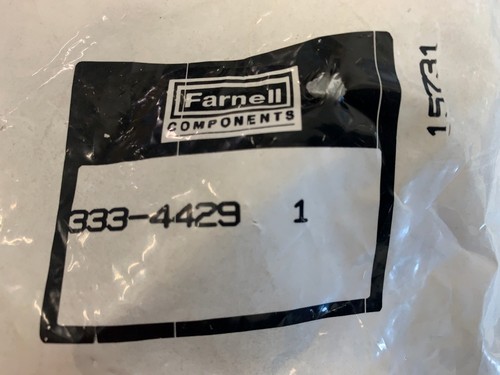 Farnell
COMPONENTS
333-4429 1
15731